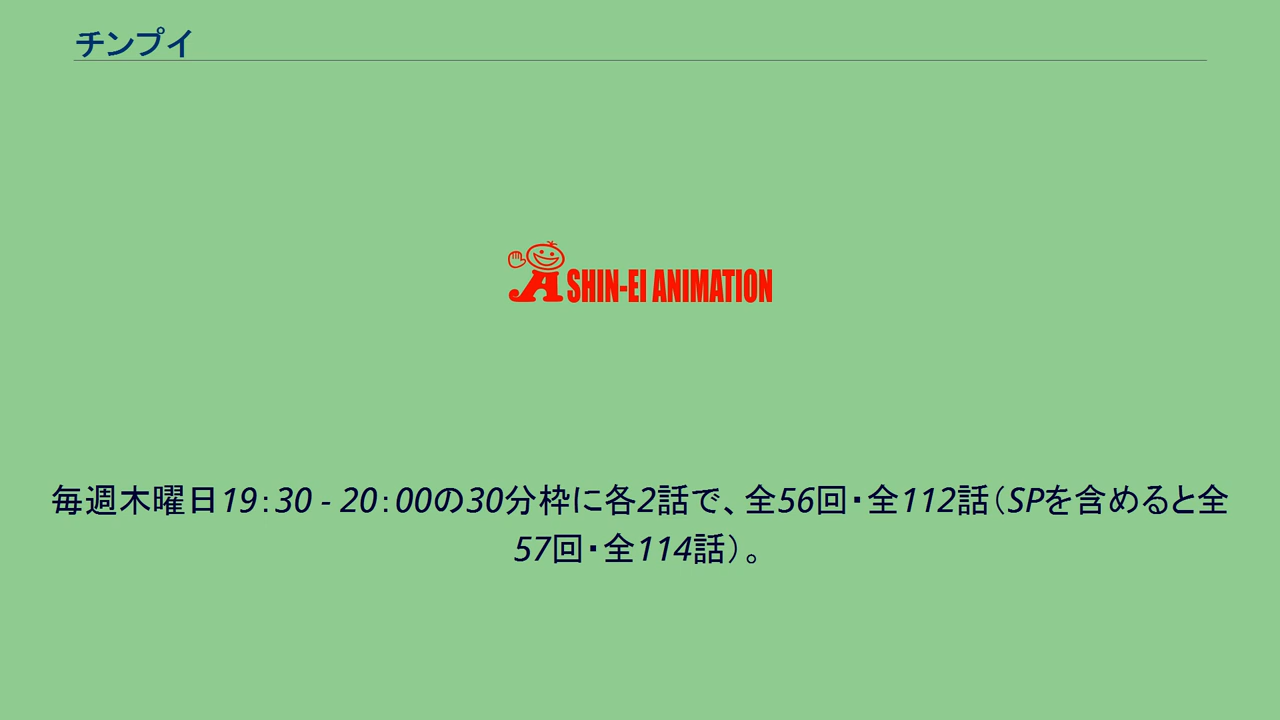 チンプイ
SHIN-EI ANIMATION
毎週木曜日19：30 - 20：00の30分枠に各2話で、全56回・全112話（SPを含めると全
57回・全114話）。